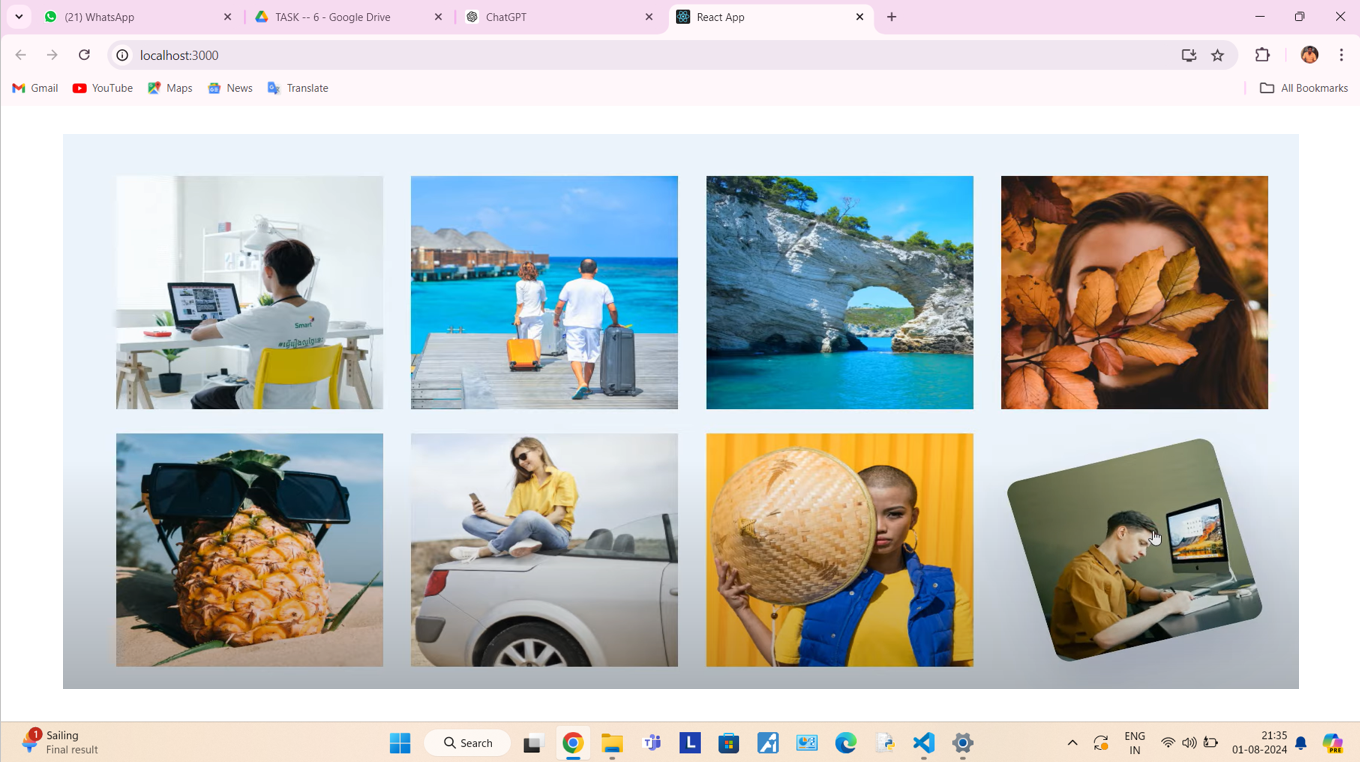 (21) WhatsApp
TASK -- 6 - Google Drive
ChatGPT
React App
localhost:3000
Gmail
YouTube
Maps
News
Translate
All Bookmarks
Smart
1
Sailing
Final result
Search
L
ENG
IN
21:35
01-08-2024
PRE